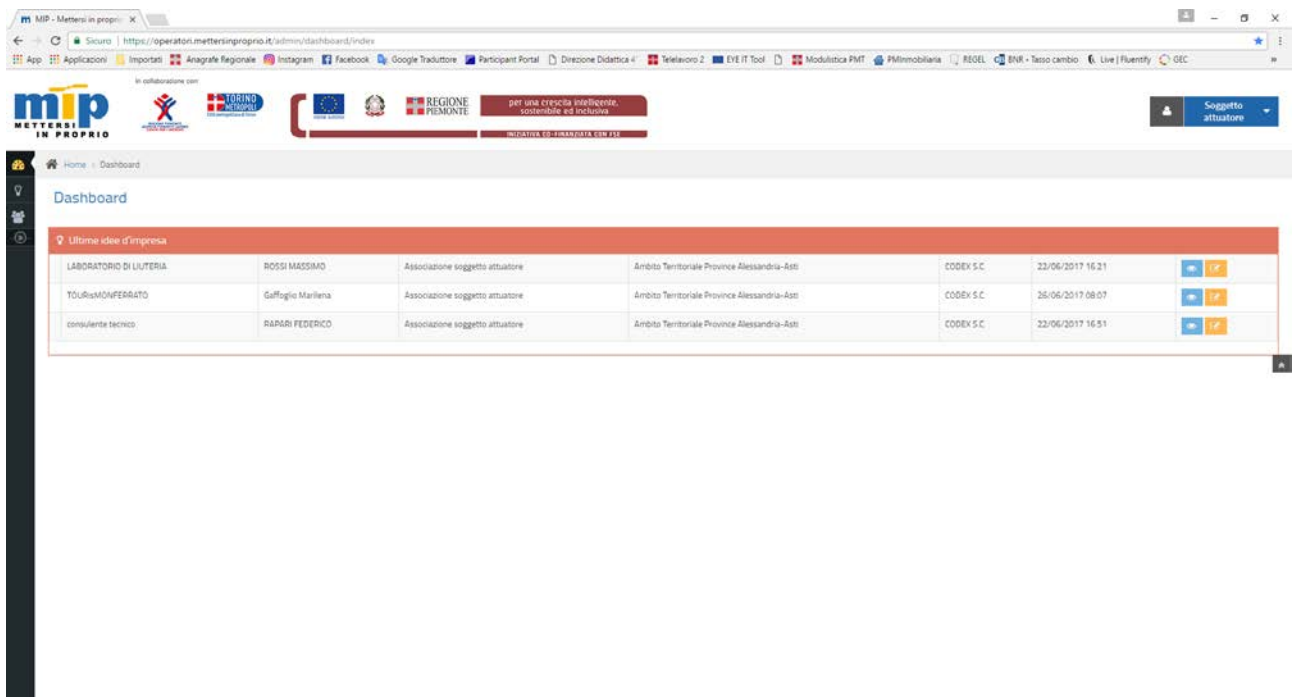 MIP - Mettersi in propri
Sicuro | https://operatori.mettersinproprio.it/admin/dashboard/index
App Applicazioni Importati Anagrafe Regionale Instagram Facebook Google Traduttore Participant Portal Direzione Didattica 4 Telelavoro 2 EYE IT Tool Modulistica PMT PMInmobiliaria REGEL BNR - Tasso cambio Live | Fluentify GEC »
in collaborazione con:
mip
METTERSI
IN PROPRIO
TORINO
METROPOLI
REGIONE
PIEMONTE
per una crescita intelligente,
sostenibile ed inclusiva
INIZIATIVA CO-FINANZIATA CON FSE
Soggetto
attuatore
Home Dashboard
Dashboard
Ultime idee d'impresa
LABORATORIO DI LIUTERIA ROSSI MASSIMO Associazione soggetto attuatore Ambito Territoriale Province Alessandria-Asti CODEX S.C. 22/06/2017 16:21
TOURisMONFERRATO Gaffoglio Marilena Associazione soggetto attuatore Ambito Territoriale Province Alessandria-Asti CODEX S.C. 26/06/2017 08:07
consulente tecnico RAPARI FEDERICO Associazione soggetto attuatore Ambito Territoriale Province Alessandria-Asti CODEX S.C. 22/06/2017 16:51